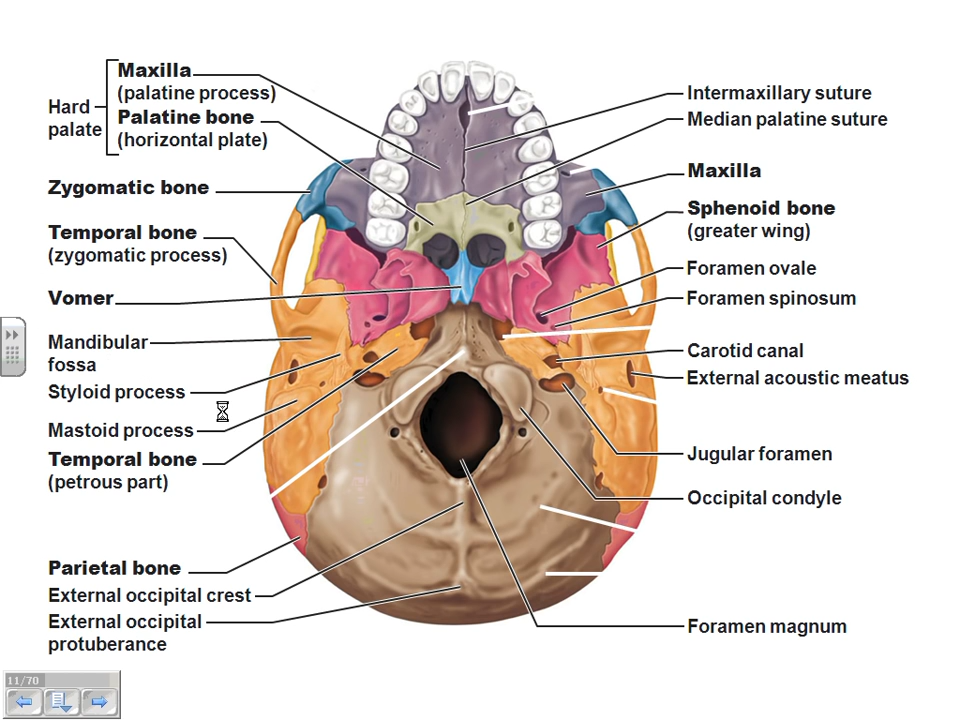 Maxilla
(palatine process)
Hard
palate
Palatine bone
(horizontal plate)
Zygomatic bone
Temporal bone
(zygomatic process)
Vomer
Mandibular
fossa
Styloid process
Mastoid process
Temporal bone
(petrous part)
Parietal bone
External occipital crest
External occipital
protuberance
Intermaxillary suture
Median palatine suture
Maxilla
Sphenoid bone
(greater wing)
Foramen ovale
Foramen spinosum
Carotid canal
External acoustic meatus
Jugular foramen
Occipital condyle
Foramen magnum
11/70